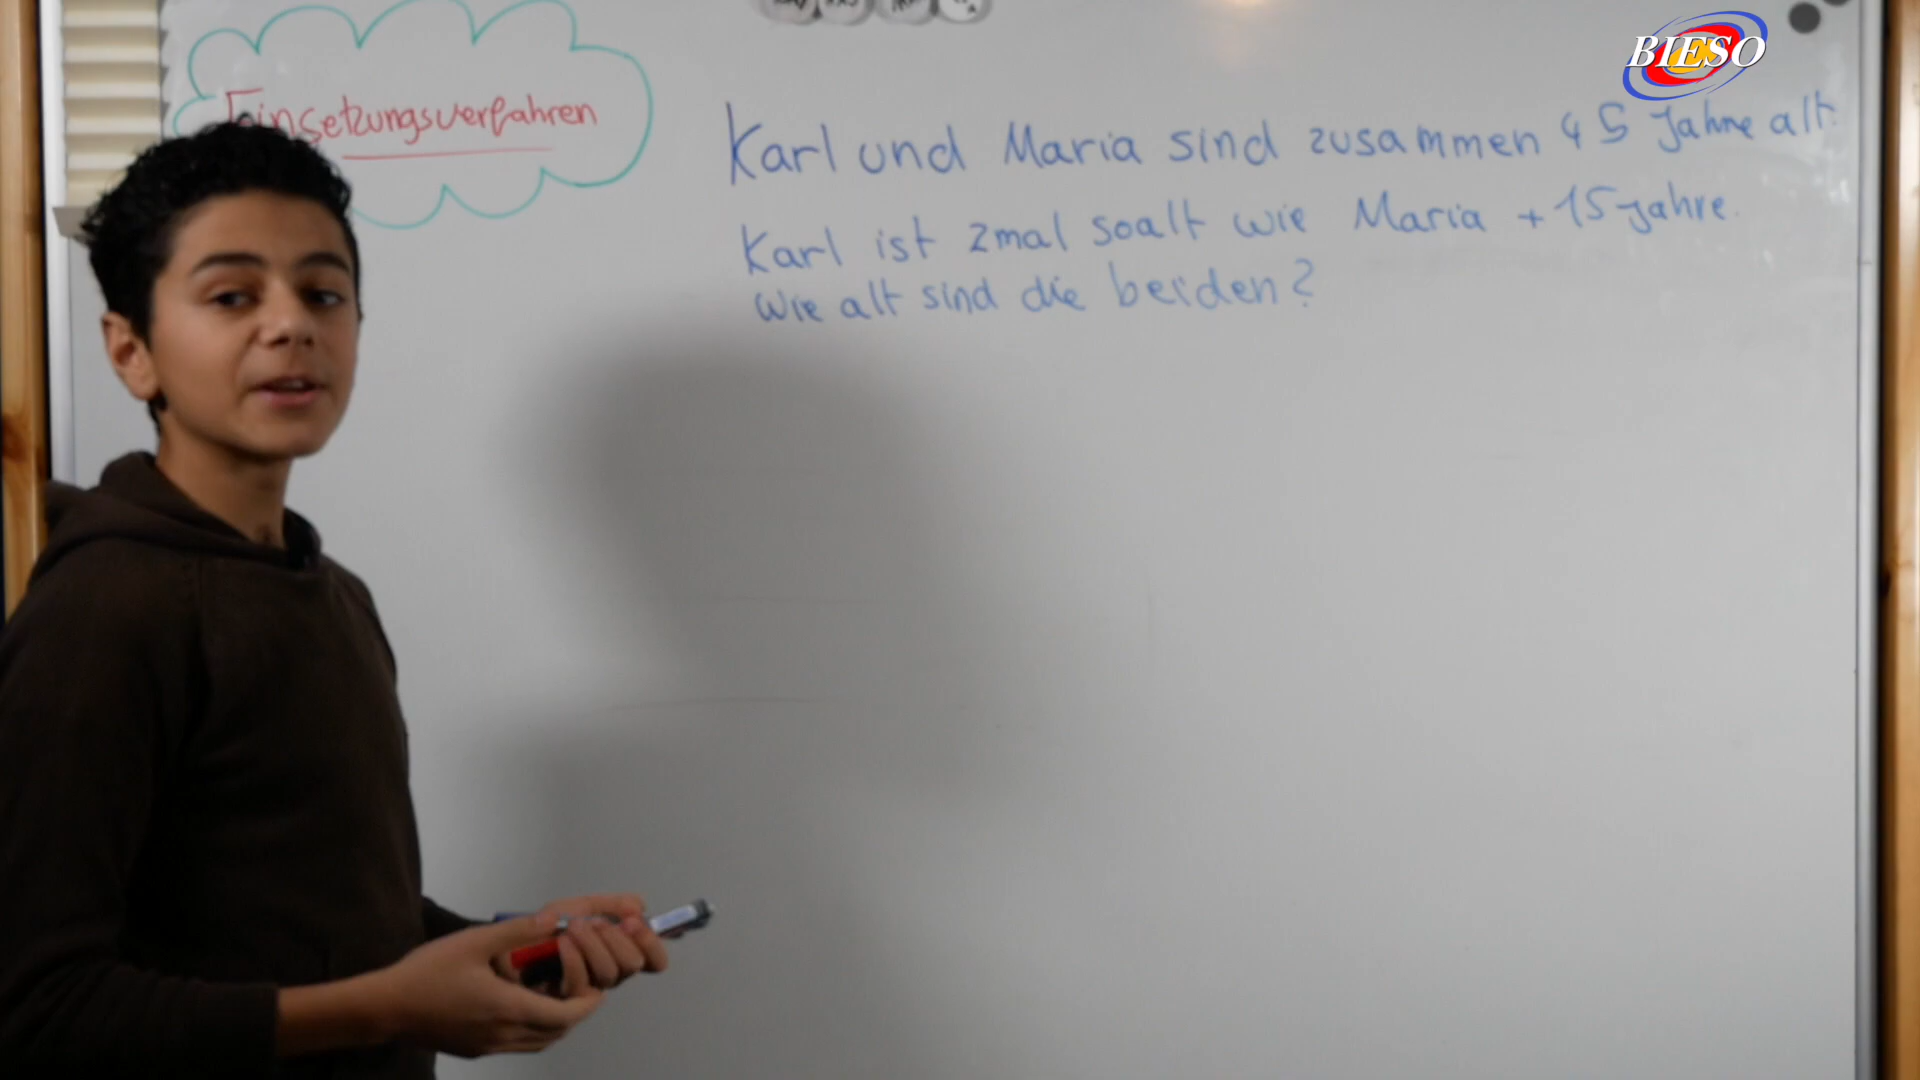 BIESO
Einsetzungsverfahren
Karl und Maria sind zusammen 45 Jahre alt.
Karl ist 2mal soalt wie Maria + 15 Jahre.
Wie alt sind die beiden?